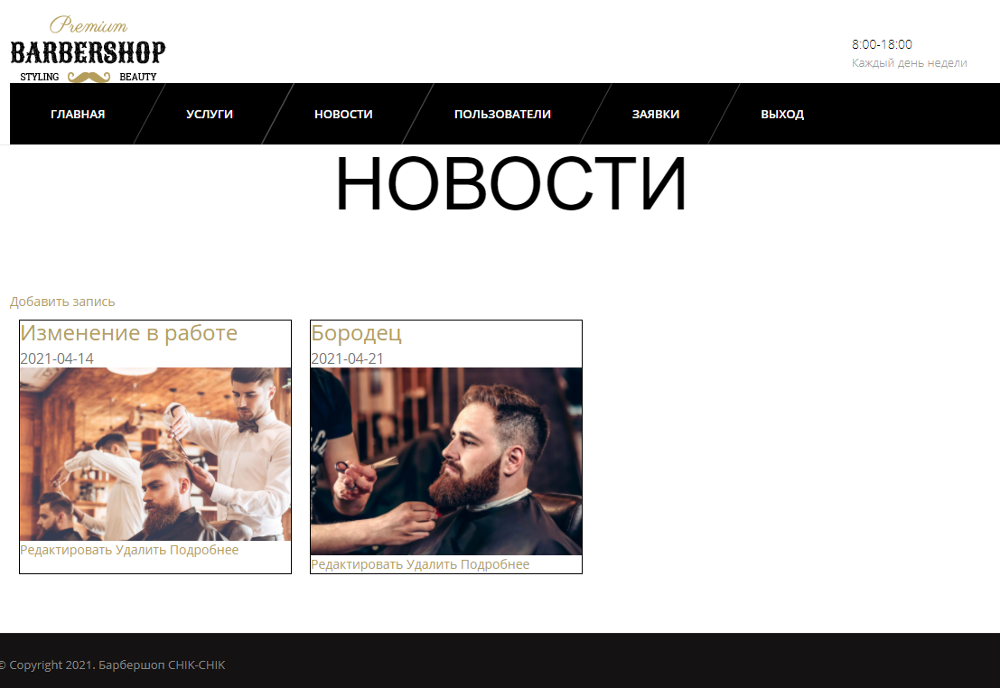 Premium
BARBERSHOP
STYLING BEAUTY
8:00-18:00
Каждый день недели
ГЛАВНАЯ УСЛУГИ НОВОСТИ ПОЛЬЗОВАТЕЛИ ЗАЯВКИ ВЫХОД
НОВОСТИ
Добавить запись
Изменение в работе
2021-04-14
Редактировать Удалить Подробнее
Бородец
2021-04-21
Редактировать Удалить Подробнее
© Copyright 2021. Барбершоп CHIK-CHIK